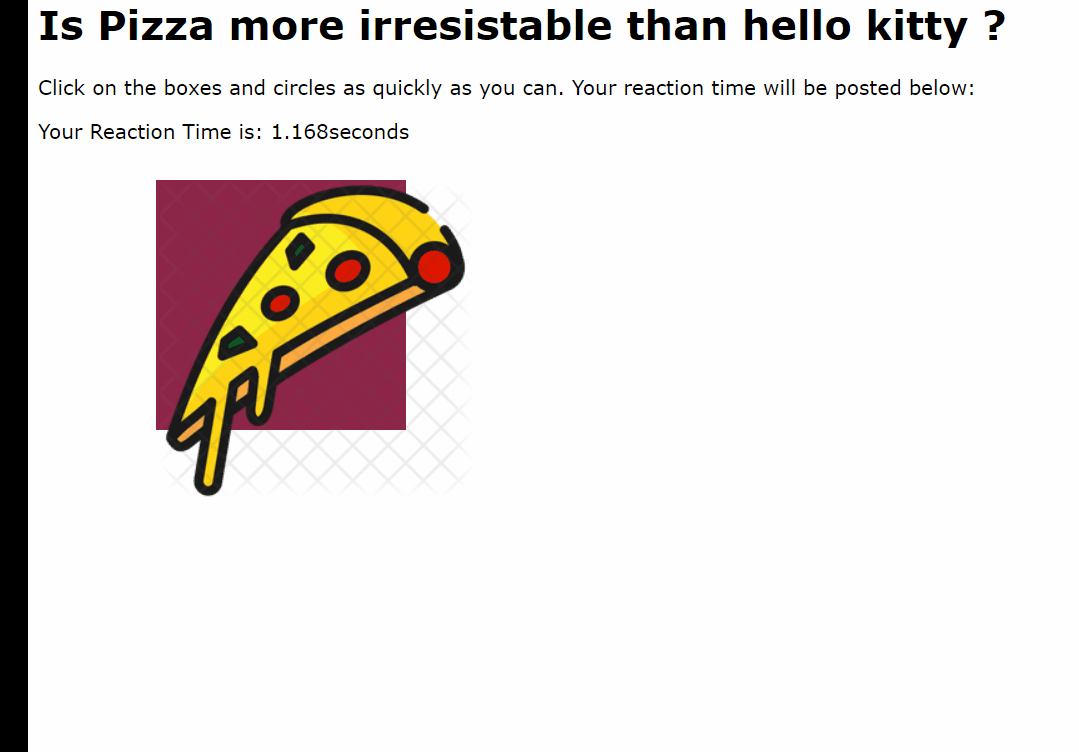 Is Pizza more irresistable than hello kitty ?
Click on the boxes and circles as quickly as you can. Your reaction time will be posted below:
Your Reaction Time is: 1.168seconds